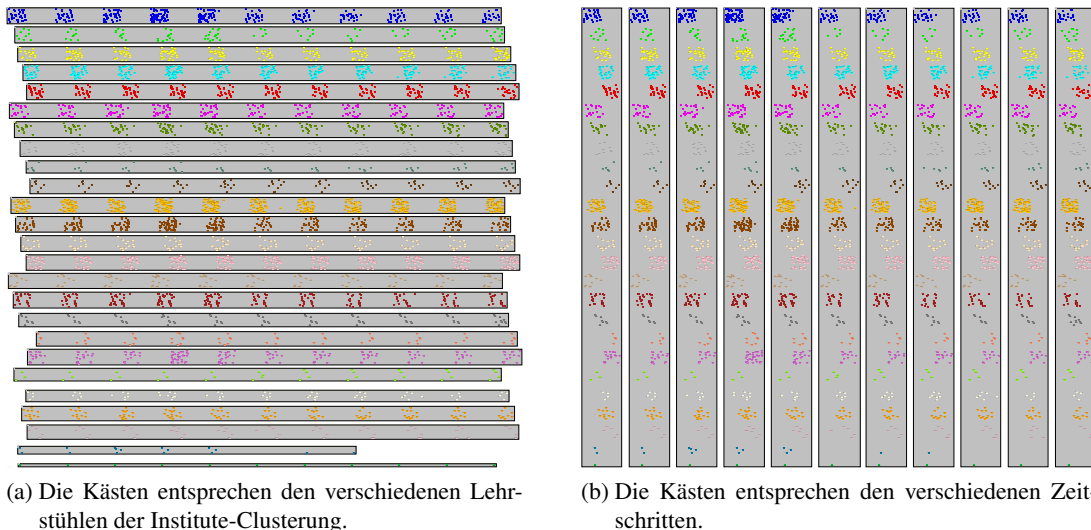 (a) Die Kästen entsprechen den verschiedenen Lehr-
stühlen der Institute-Clusterung.
(b) Die Kästen entsprechen den verschiedenen Zeit-
schritten.